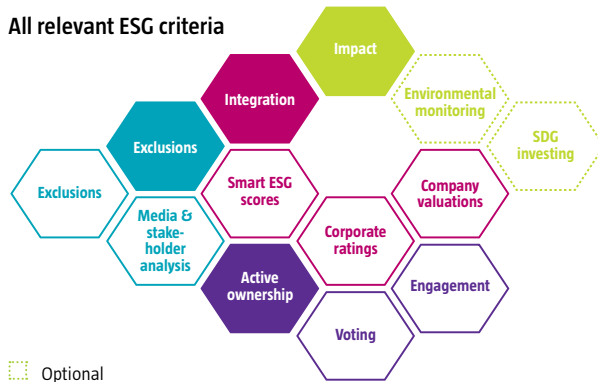 All relevant ESG criteria
Impact
Integration
Environmental
monitoring
Exclusions
SDG
investing
Exclusions
Smart ESG
scores
Company
valuations
Media &
stake-
holder
analysis
Corporate
ratings
Active
ownership
Engagement
Voting
Optional